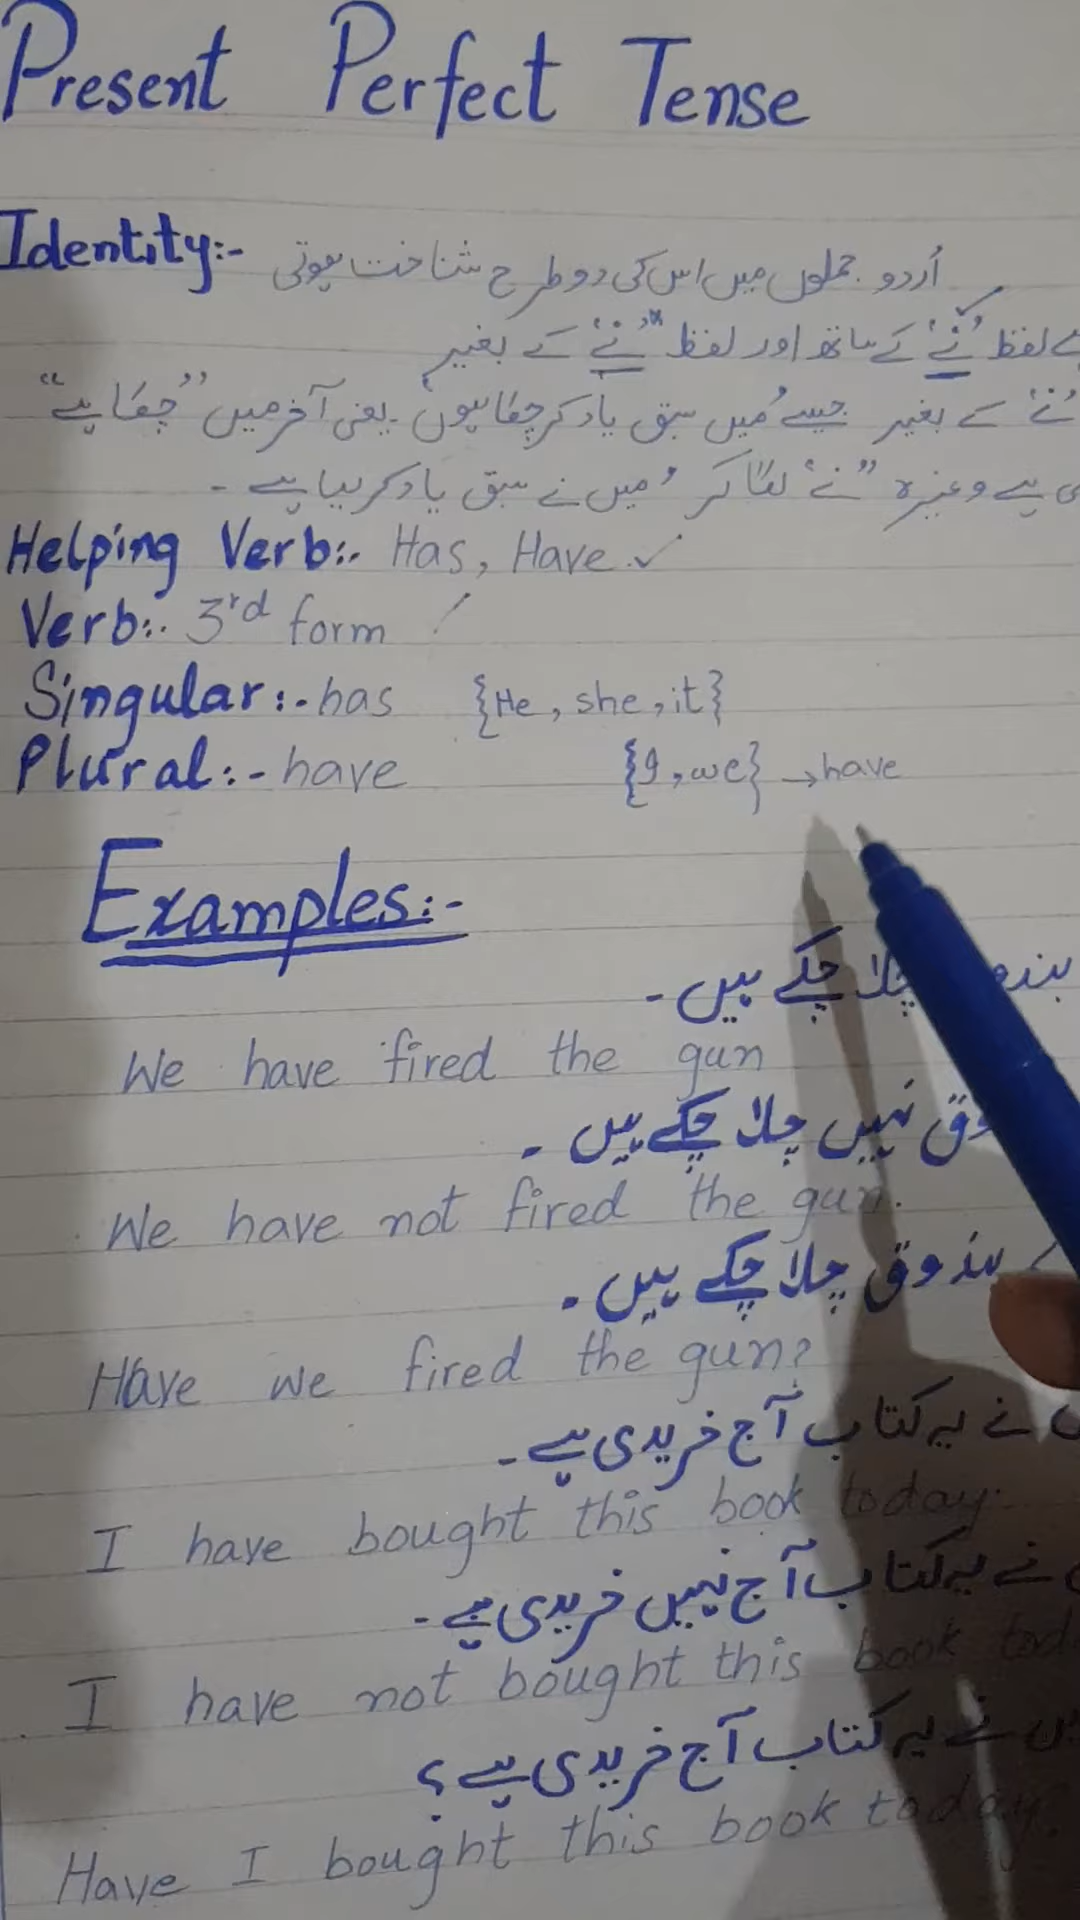 Present Perfect Tense
Identity:- اُردو جملوں میں اس کی دو طرح شناخت ہوتی
لفظ "نے" کے ساتھ اور لفظ "نے" کے بغیر
"نے" کے بغیر جیسے "میں سبق یاد کر چکا ہوں" یعنی آخر میں "چکا ہے"
ہے وغیرہ "نے" لگا کر "میں نے سبق یاد کر لیا ہے -
Helping Verb:- Has, Have ✓
Verb:- 3rd form
Singular:- has {He, she, it}
Plural:- have {I, we} → have
Examples:-
چلا چکے ہیں -
We have fired the gun
نہیں چلا چکے ہیں -
We have not fired the gun.
بندوق چلا چکے ہیں -
Have we fired the gun?
نے یہ کتاب آج خریدی ہے -
I have bought this book today.
نے یہ کتاب آج نہیں خریدی ہے -
I have not bought this book
نے یہ کتاب آج خریدی ہے؟
Have I bought this book today?